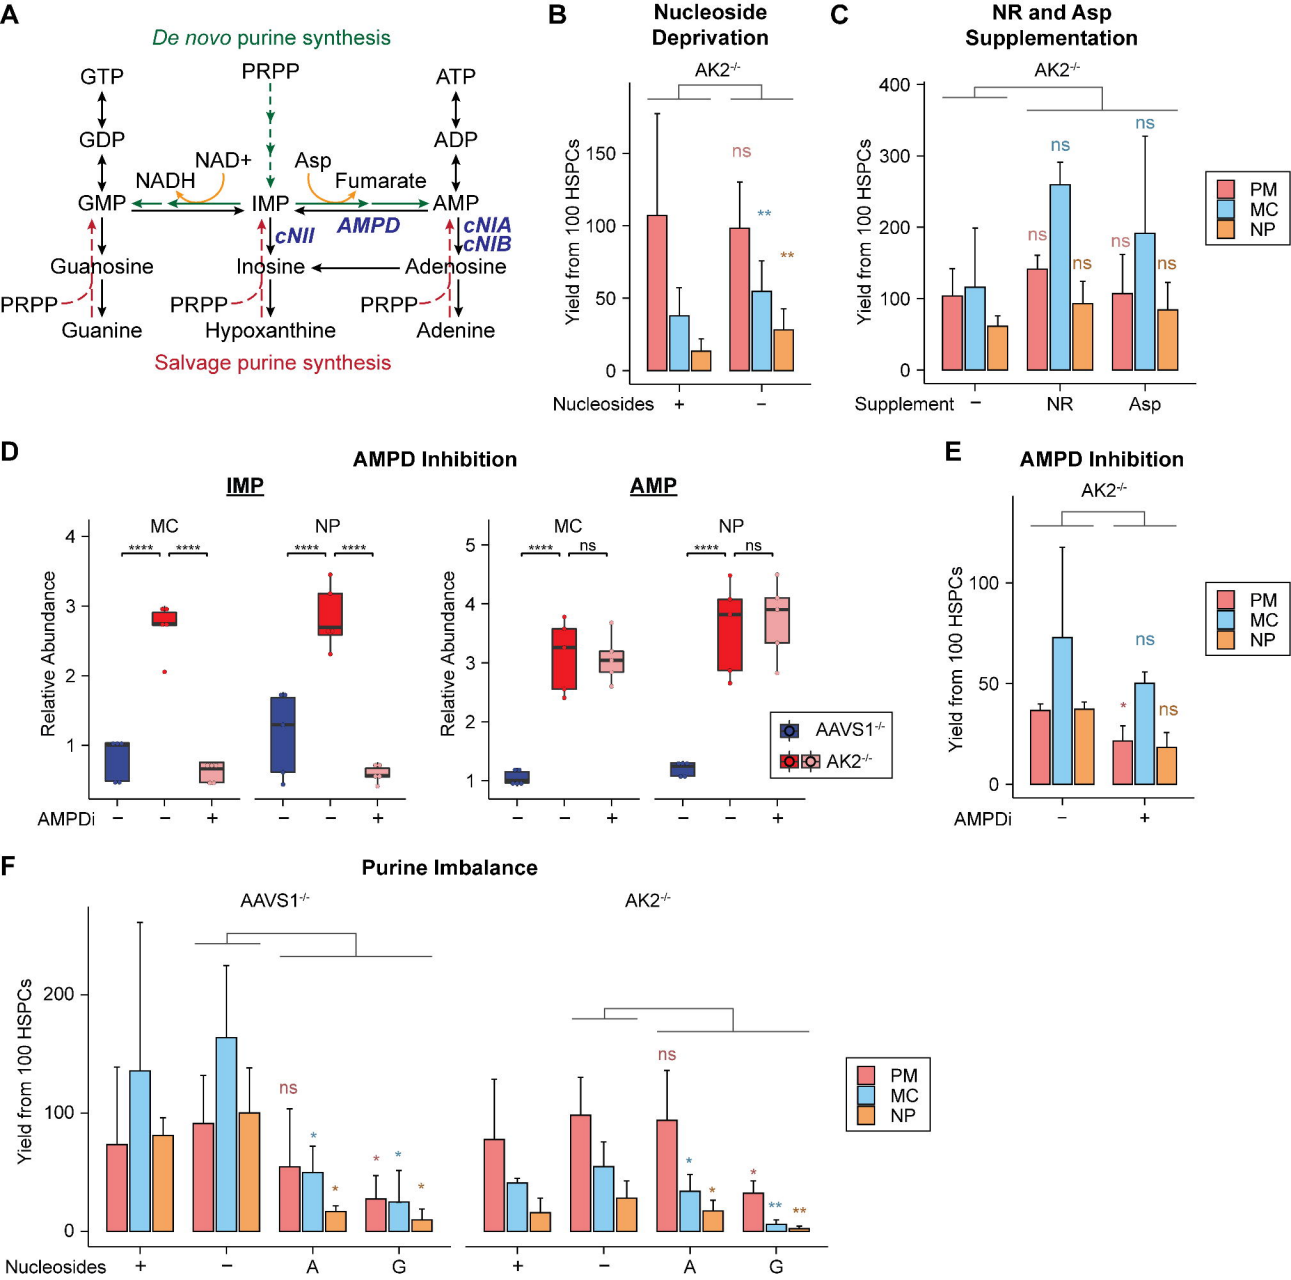 A
De novo purine synthesis
GTP
PRPP
ATP
GDP
ADP
NAD+
Asp
NADH
Fumarate
GMP
IMP
AMP
cNII
AMPD
cNIA
cNIB
Guanosine
Inosine
Adenosine
PRPP
PRPP
PRPP
Guanine
Hypoxanthine
Adenine
Salvage purine synthesis
B
Nucleoside
Deprivation
AK2-/-
Yield from 100 HSPCs
150
100
50
0
ns
**
**
Nucleosides + −
C
NR and Asp
Supplementation
AK2-/-
Yield from 100 HSPCs
400
300
200
100
0
ns
ns
ns
ns
ns
ns
Supplement − NR Asp
PM
MC
NP
D
AMPD Inhibition
IMP
MC
NP
**** ****
**** ****
Relative Abundance
4
3
2
1
AMPDi − − + − − +
AMP
MC
NP
**** ns
**** ns
Relative Abundance
5
4
3
2
1
− − + − − +
AAVS1-/-
AK2-/-
E
AMPD Inhibition
AK2-/-
Yield from 100 HSPCs
100
50
0
*
ns
ns
AMPDi − +
PM
MC
NP
F
Purine Imbalance
AAVS1-/-
AK2-/-
Yield from 100 HSPCs
200
100
0
ns
*
*
*
*
*
ns
*
*
*
**
**
Nucleosides + − A G + − A G
PM
MC
NP